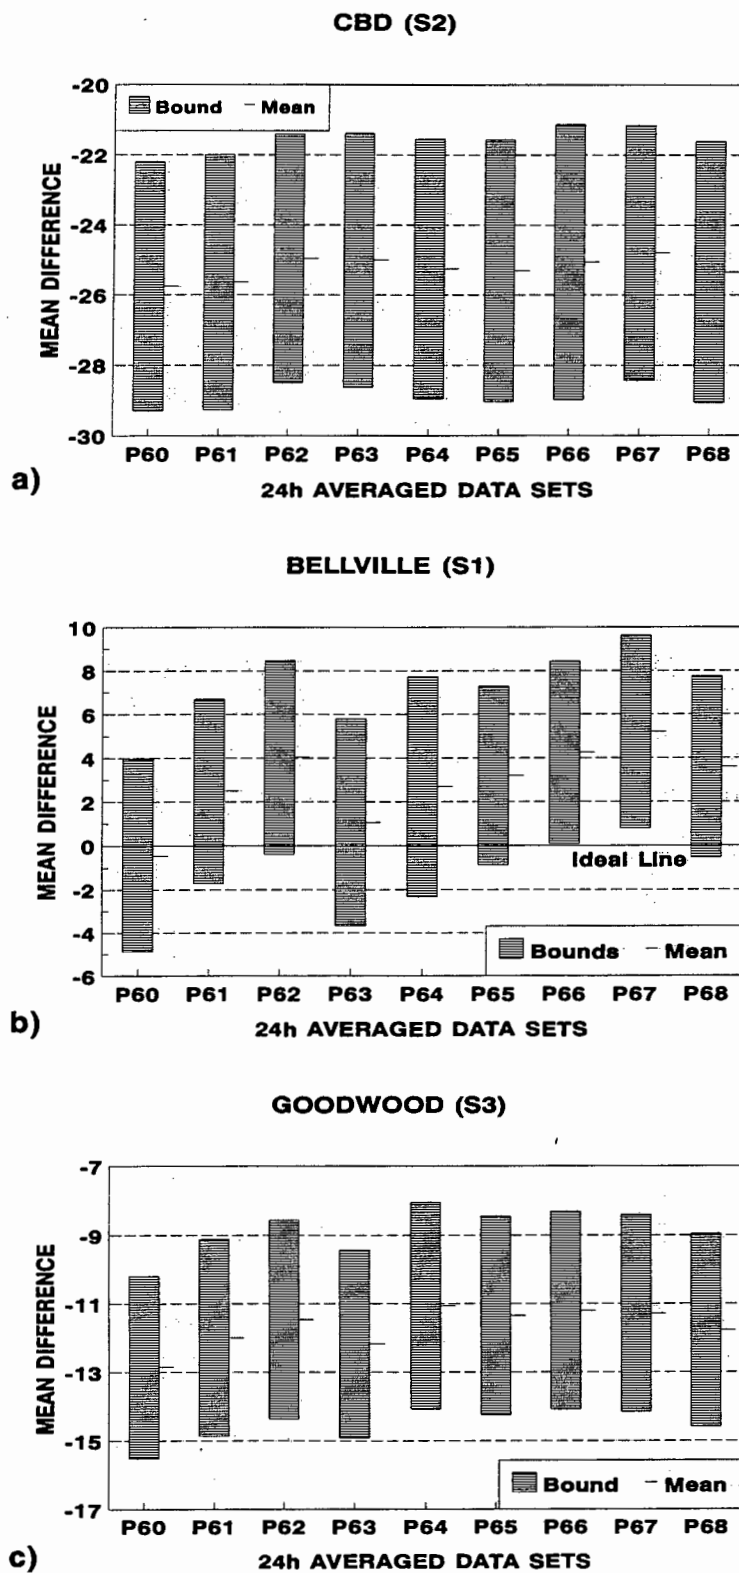 CBD (S2)
Bound Mean
MEAN DIFFERENCE
-20
-22
-24
-26
-28
-30
P60 P61 P62 P63 P64 P65 P66 P67 P68
24h AVERAGED DATA SETS
a)
BELLVILLE (S1)
MEAN DIFFERENCE
10
8
6
4
2
0
-2
-4
-6
Ideal Line
Bounds Mean
P60 P61 P62 P63 P64 P65 P66 P67 P68
24h AVERAGED DATA SETS
b)
GOODWOOD (S3)
MEAN DIFFERENCE
-7
-9
-11
-13
-15
-17
Bound Mean
P60 P61 P62 P63 P64 P65 P66 P67 P68
24h AVERAGED DATA SETS
c)